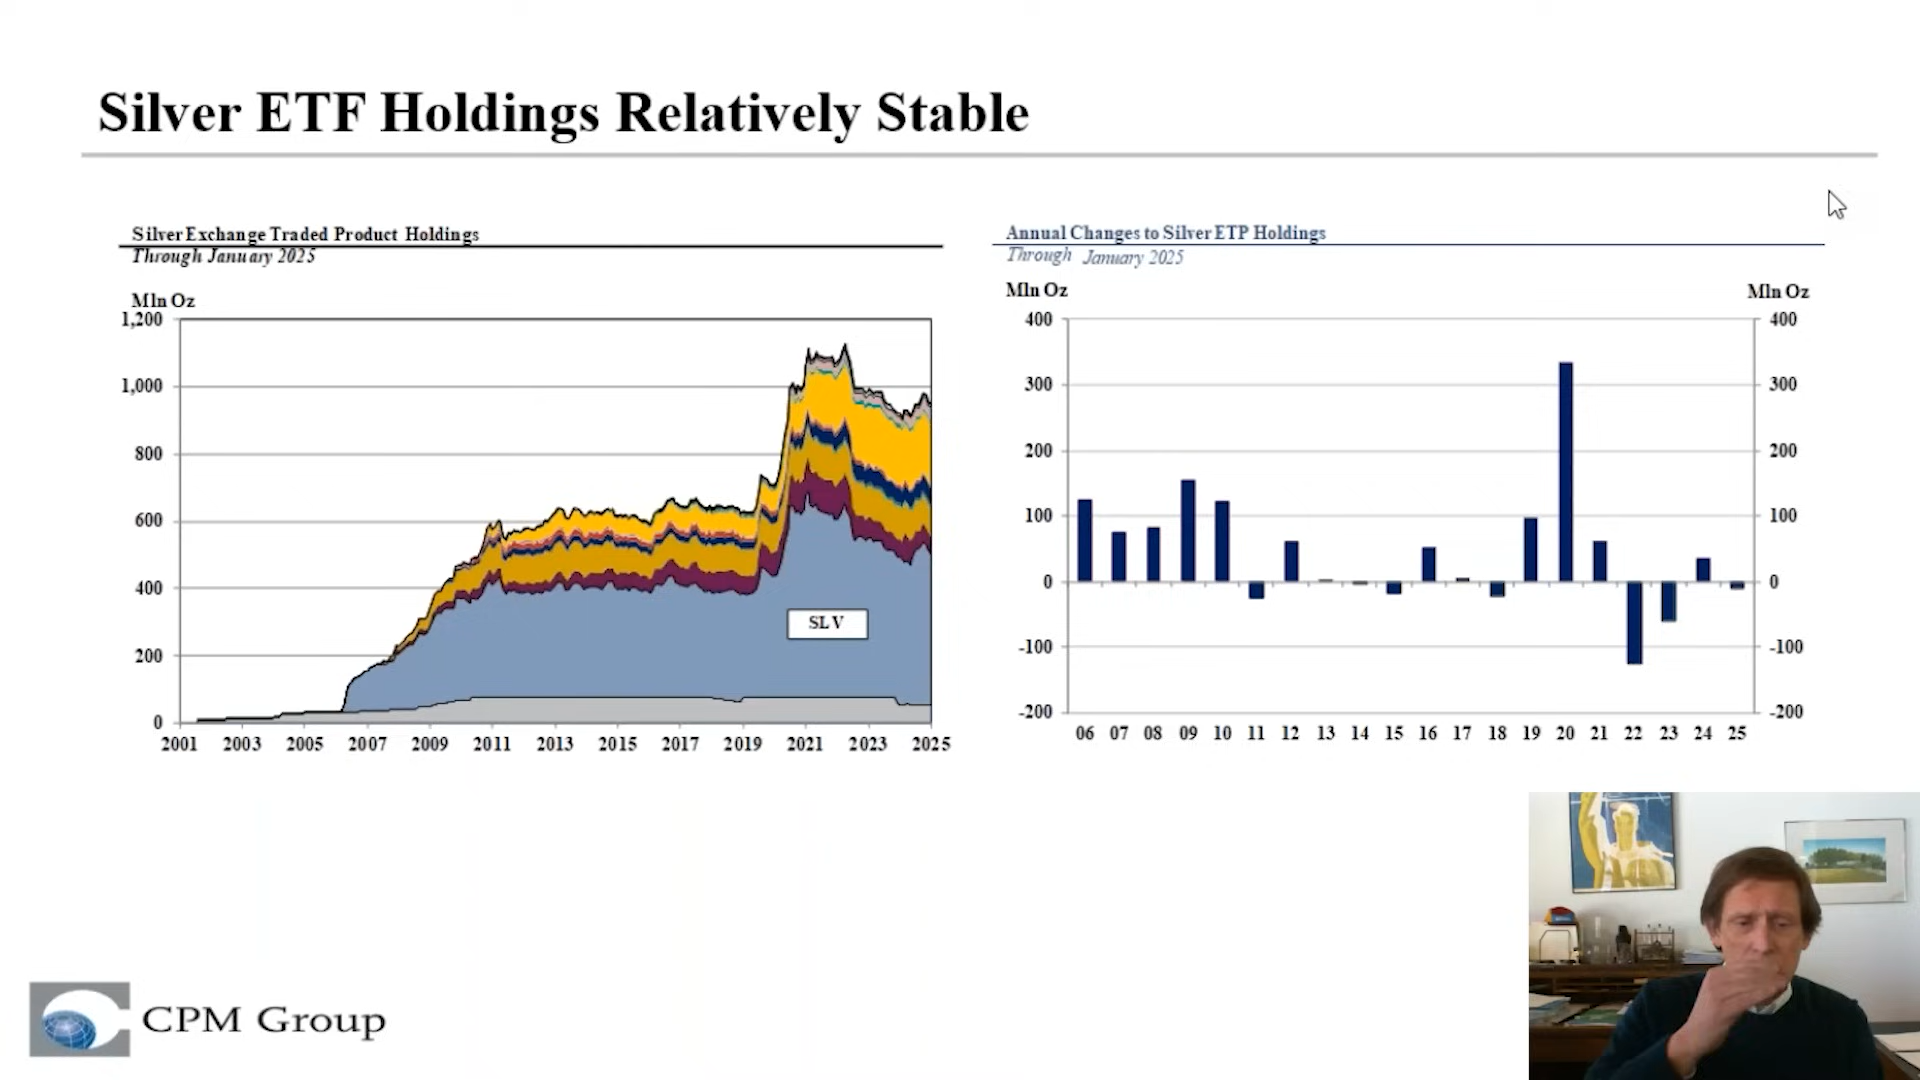 Silver ETF Holdings Relatively Stable
Silver Exchange Traded Product Holdings
Through January 2025
Mln Oz
1,200
1,000
800
600
400
200
0
SLV
2001 2003 2005 2007 2009 2011 2013 2015 2017 2019 2021 2023 2025
Annual Changes to Silver ETP Holdings
Through January 2025
Mln Oz Mln Oz
400 400
300 300
200 200
100 100
0 0
-100 -100
-200 -200
06 07 08 09 10 11 12 13 14 15 16 17 18 19 20 21 22 23 24 25
CPM Group